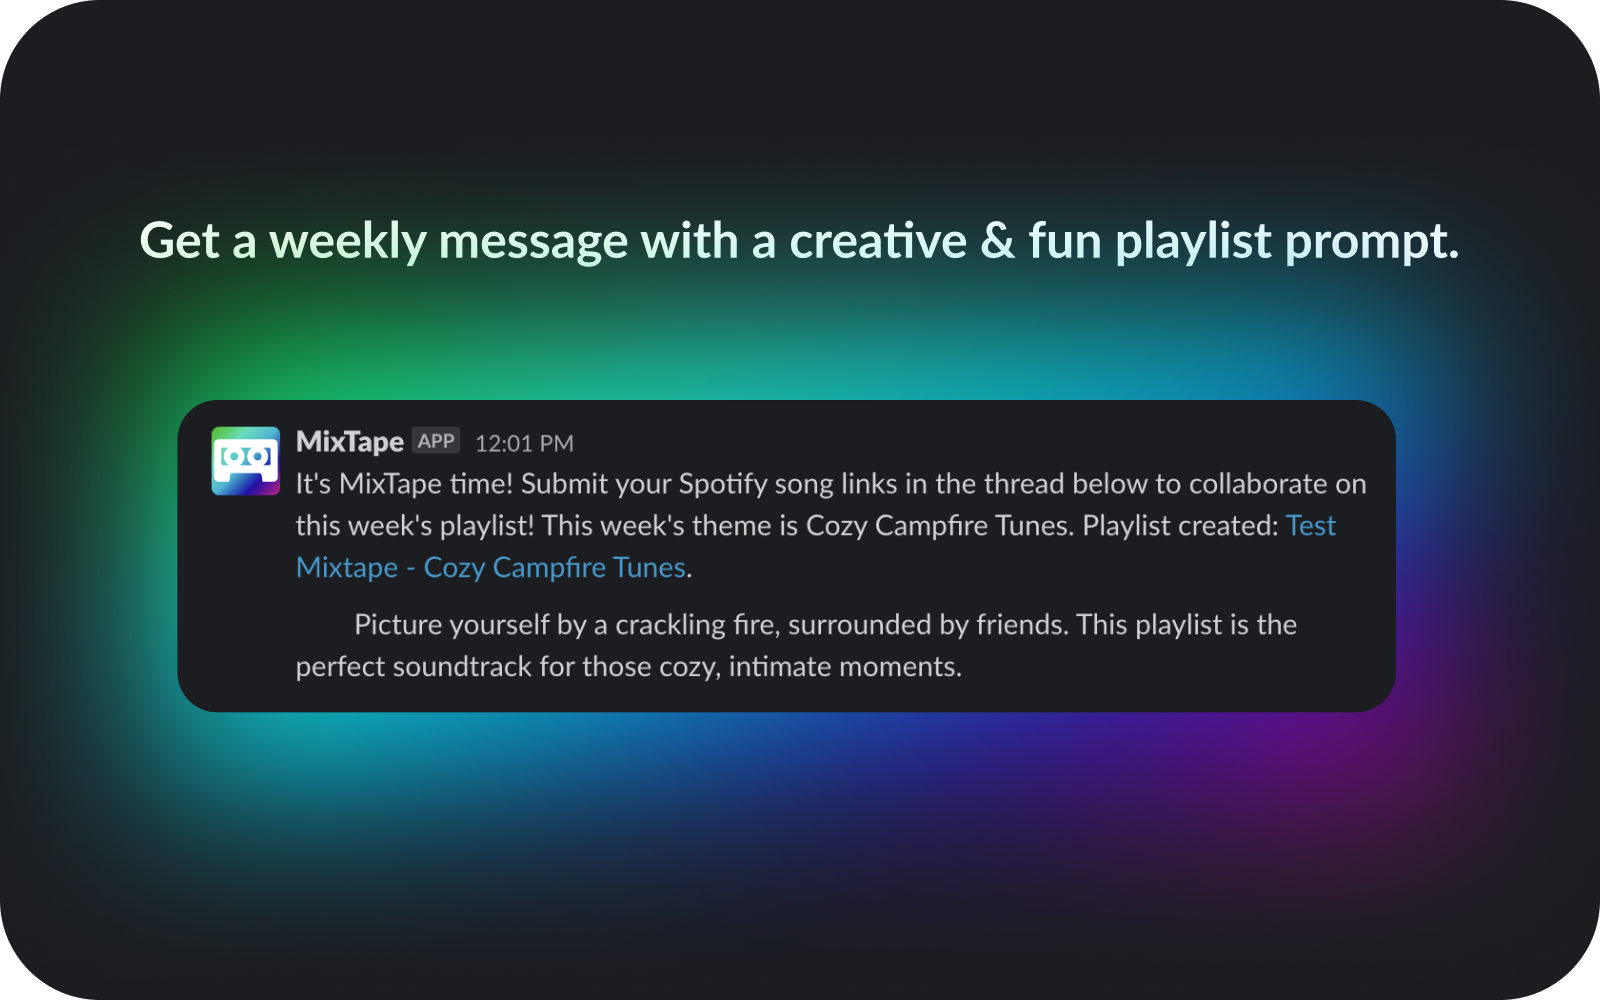 Get a weekly message with a creative & fun playlist prompt.
MixTape APP 12:01 PM
It's MixTape time! Submit your Spotify song links in the thread below to collaborate on
this week's playlist! This week's theme is Cozy Campfire Tunes. Playlist created: Test
Mixtape - Cozy Campfire Tunes.
Picture yourself by a crackling fire, surrounded by friends. This playlist is the
perfect soundtrack for those cozy, intimate moments.